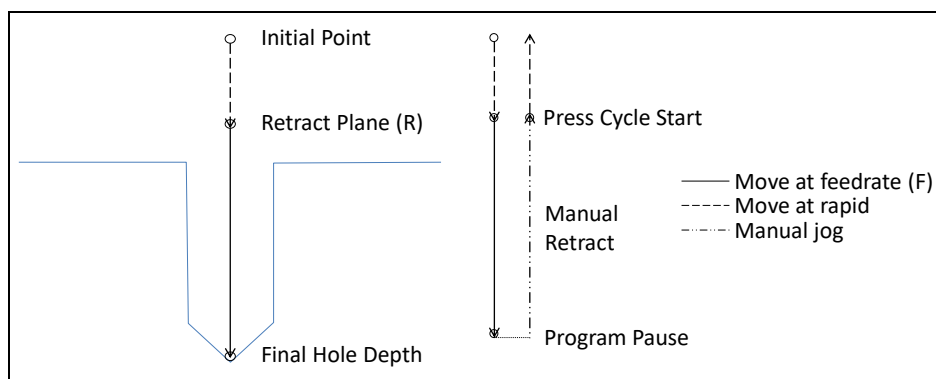 Initial Point
Retract Plane (R)
Final Hole Depth
Press Cycle Start
Manual
Retract
Program Pause
Move at feedrate (F)
Move at rapid
Manual jog